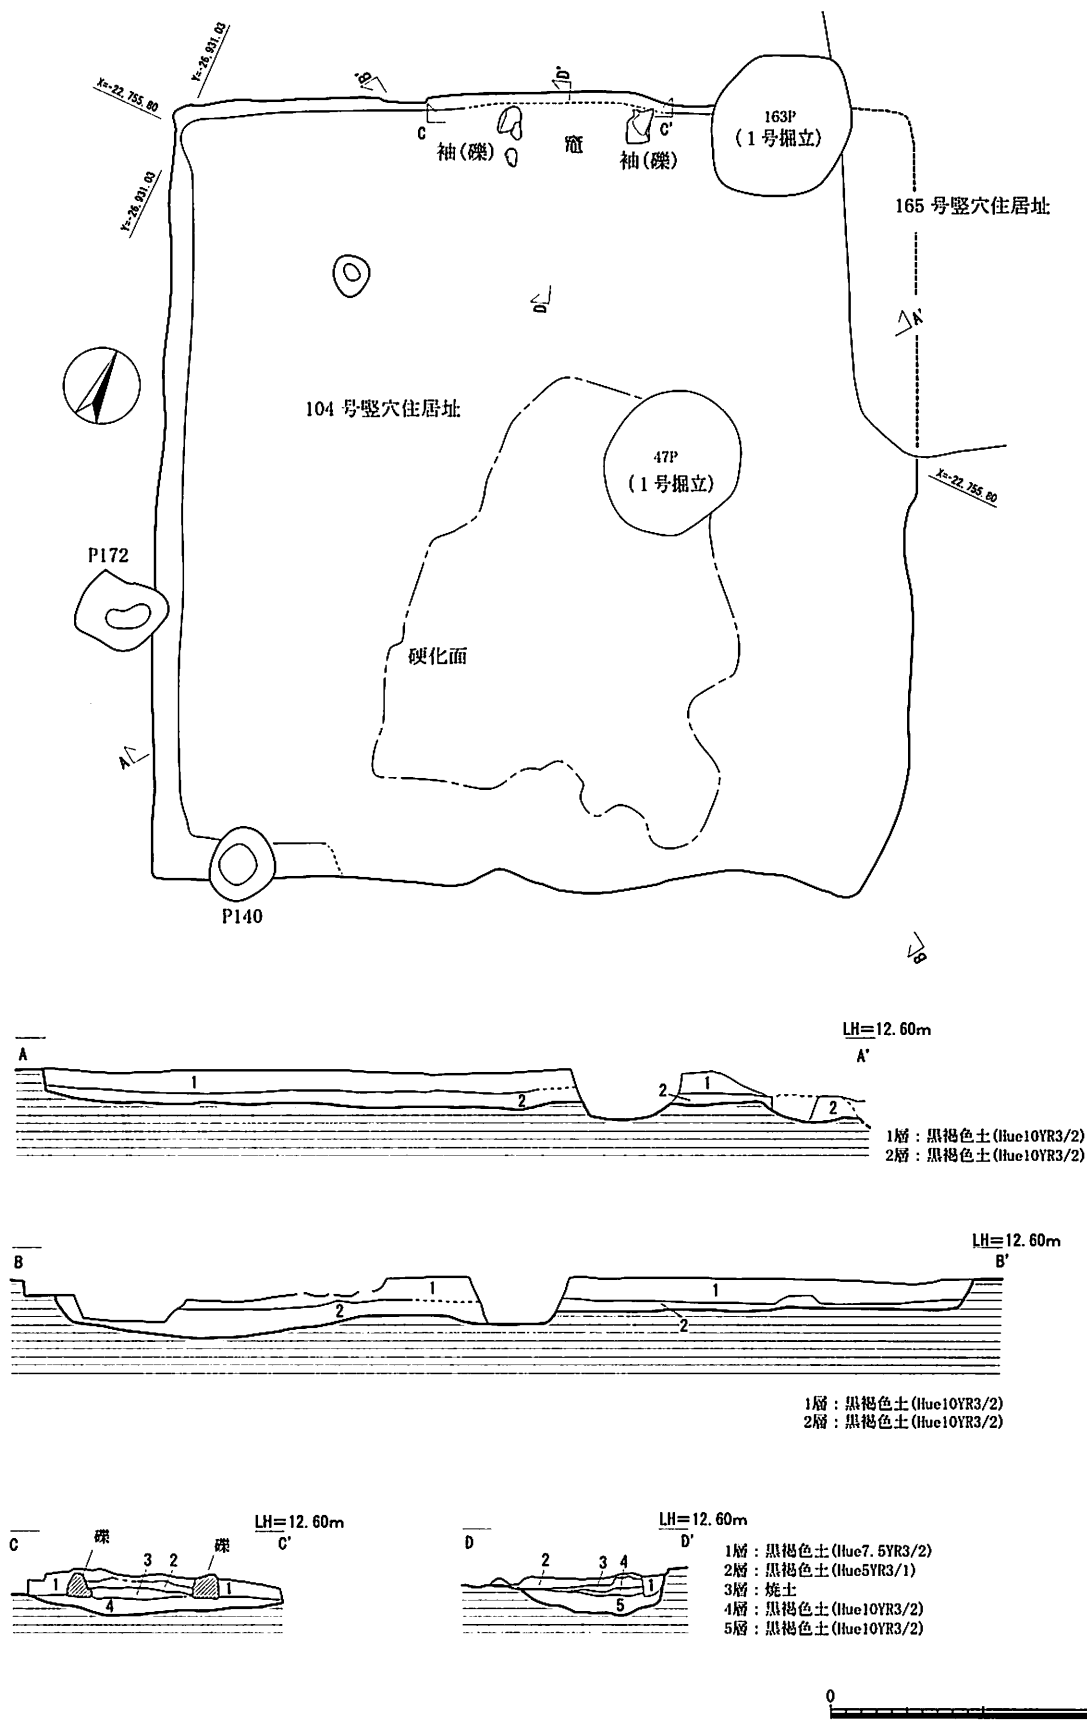 Y=-26,931.03
X=-22,755.80
B'
D'
C
C'
163P
(1号掘立)
袖(礫)
竈
袖(礫)
165号竪穴住居址
Y=-26,931.03
D
A'
104号竪穴住居址
47P
(1号掘立)
X=-22,755.80
P172
硬化面
A
P140
B
LH=12.60m
A
A'
1
1
2
2
2
1層：黒褐色土(Hue10YR3/2)
2層：黒褐色土(Hue10YR3/2)
LH=12.60m
B
B'
1
1
2
2
1層：黒褐色土(Hue10YR3/2)
2層：黒褐色土(Hue10YR3/2)
LH=12.60m
C
C'
礫
礫
3
2
1
1
4
LH=12.60m
D
D'
2
3
4
1
5
1層：黒褐色土(Hue7.5YR3/2)
2層：黒褐色土(Hue5YR3/1)
3層：焼土
4層：黒褐色土(Hue10YR3/2)
5層：黒褐色土(Hue10YR3/2)
0